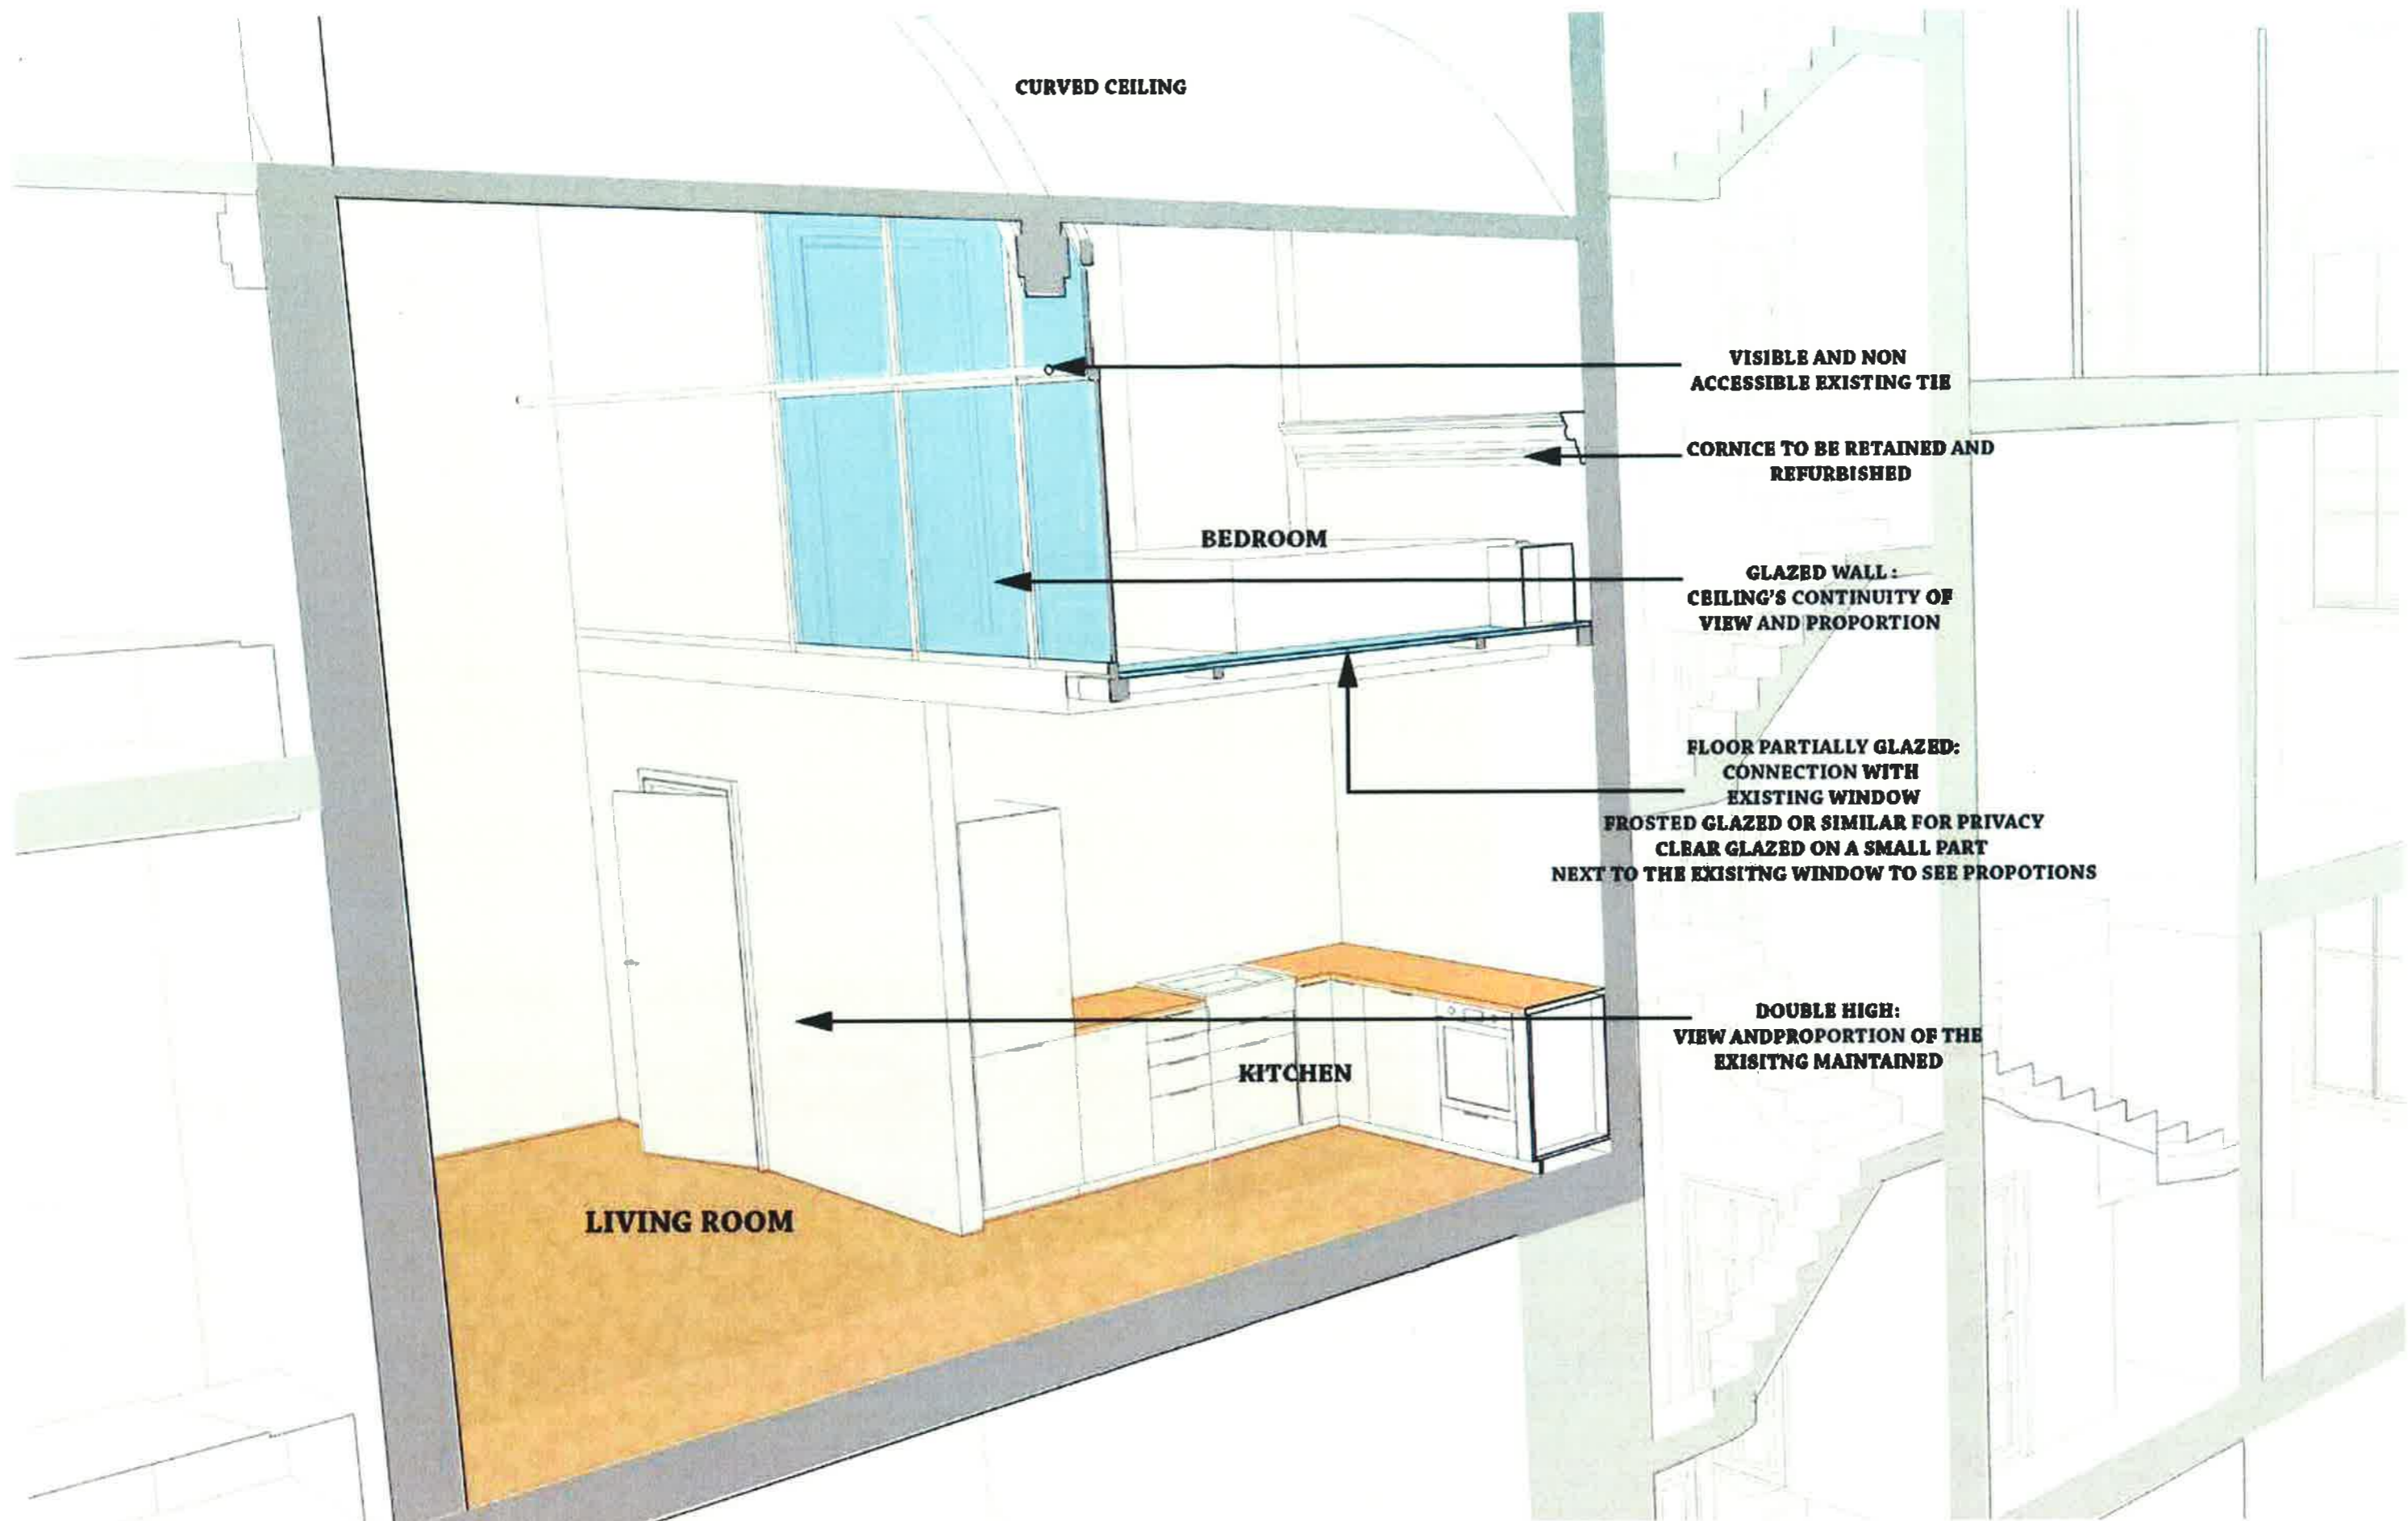 CURVED CEILING
VISIBLE AND NON
ACCESSIBLE EXISTING TIE
CORNICE TO BE RETAINED AND
REFURBISHED
BEDROOM
GLAZED WALL :
CEILING'S CONTINUITY OF
VIEW AND PROPORTION
FLOOR PARTIALLY GLAZED:
CONNECTION WITH
EXISTING WINDOW
FROSTED GLAZED OR SIMILAR FOR PRIVACY
CLEAR GLAZED ON A SMALL PART
NEXT TO THE EXISITNG WINDOW TO SEE PROPOTIONS
DOUBLE HIGH:
VIEW ANDPROPORTION OF THE
EXISITNG MAINTAINED
KITCHEN
LIVING ROOM